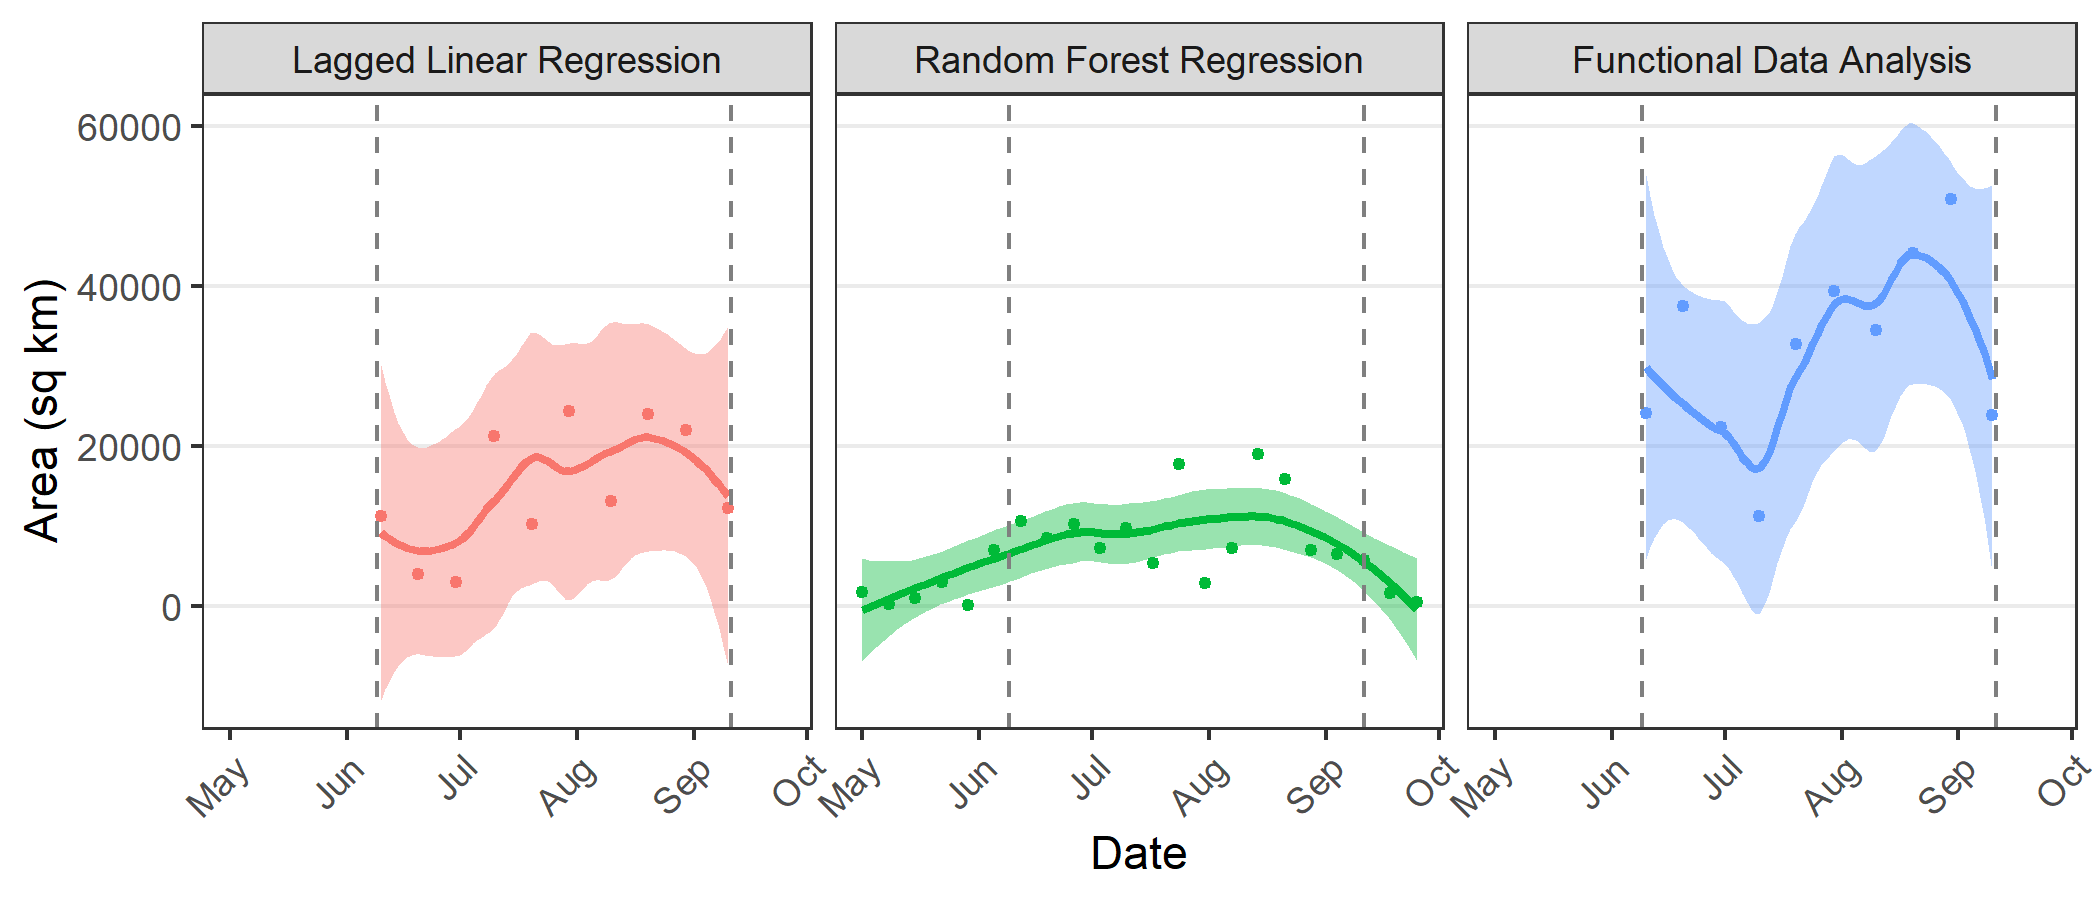 Lagged Linear Regression
Random Forest Regression
Functional Data Analysis
Area (sq km)
60000
40000
20000
0
May Jun Jul Aug Sep Oct
May Jun Jul Aug Sep Oct
May Jun Jul Aug Sep Oct
Date